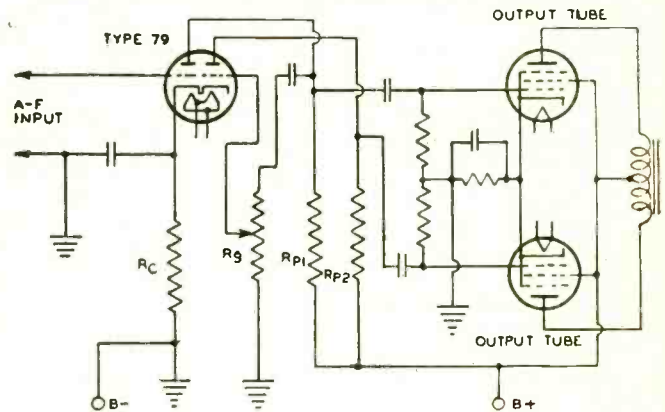 OUTPUT TUBE
TYPE 79
A-F
INPUT
RC
Rg
RP1
RP2
OUTPUT TUBE
B-
B+